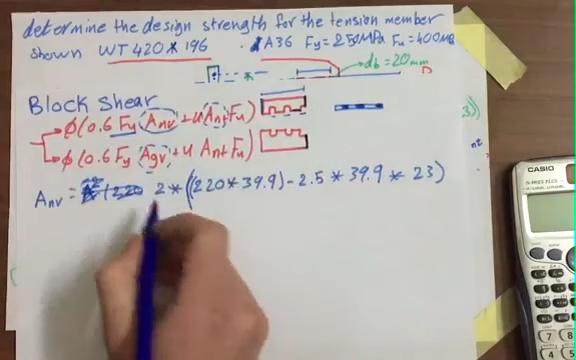 determine the design strength for the tension member
shown WT 420 * 196 . A36 Fy = 250MPa Fu = 400MPa
db = 20mm
Block Shear
Φ(0.6 Fy Anv + u Ant Fu)
Φ(0.6 Fy Agv + u Ant Fu)
Anv = 2 * ((220 * 39.9) - 2.5 * 39.9 * 23)